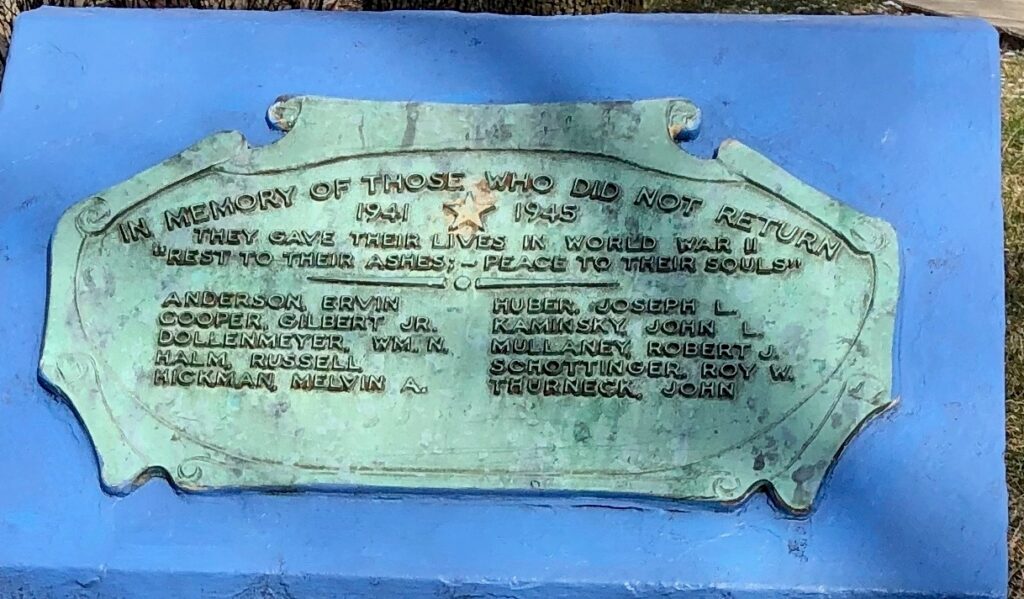 IN MEMORY OF THOSE WHO DID NOT RETURN
1941 1945
THEY GAVE THEIR LIVES IN WORLD WAR II
"REST TO THEIR ASHES; - PEACE TO THEIR SOULS"
ANDERSON, ERVIN
COOPER, GILBERT JR.
DOLLENMEYER, WM. N.
HALM, RUSSELL
HICKMAN, MELVIN A.
HUBER, JOSEPH L.
KAMINSKY, JOHN L.
MULLANEY, ROBERT J.
SCHOTTINGER, ROY W.
THURNECK, JOHN